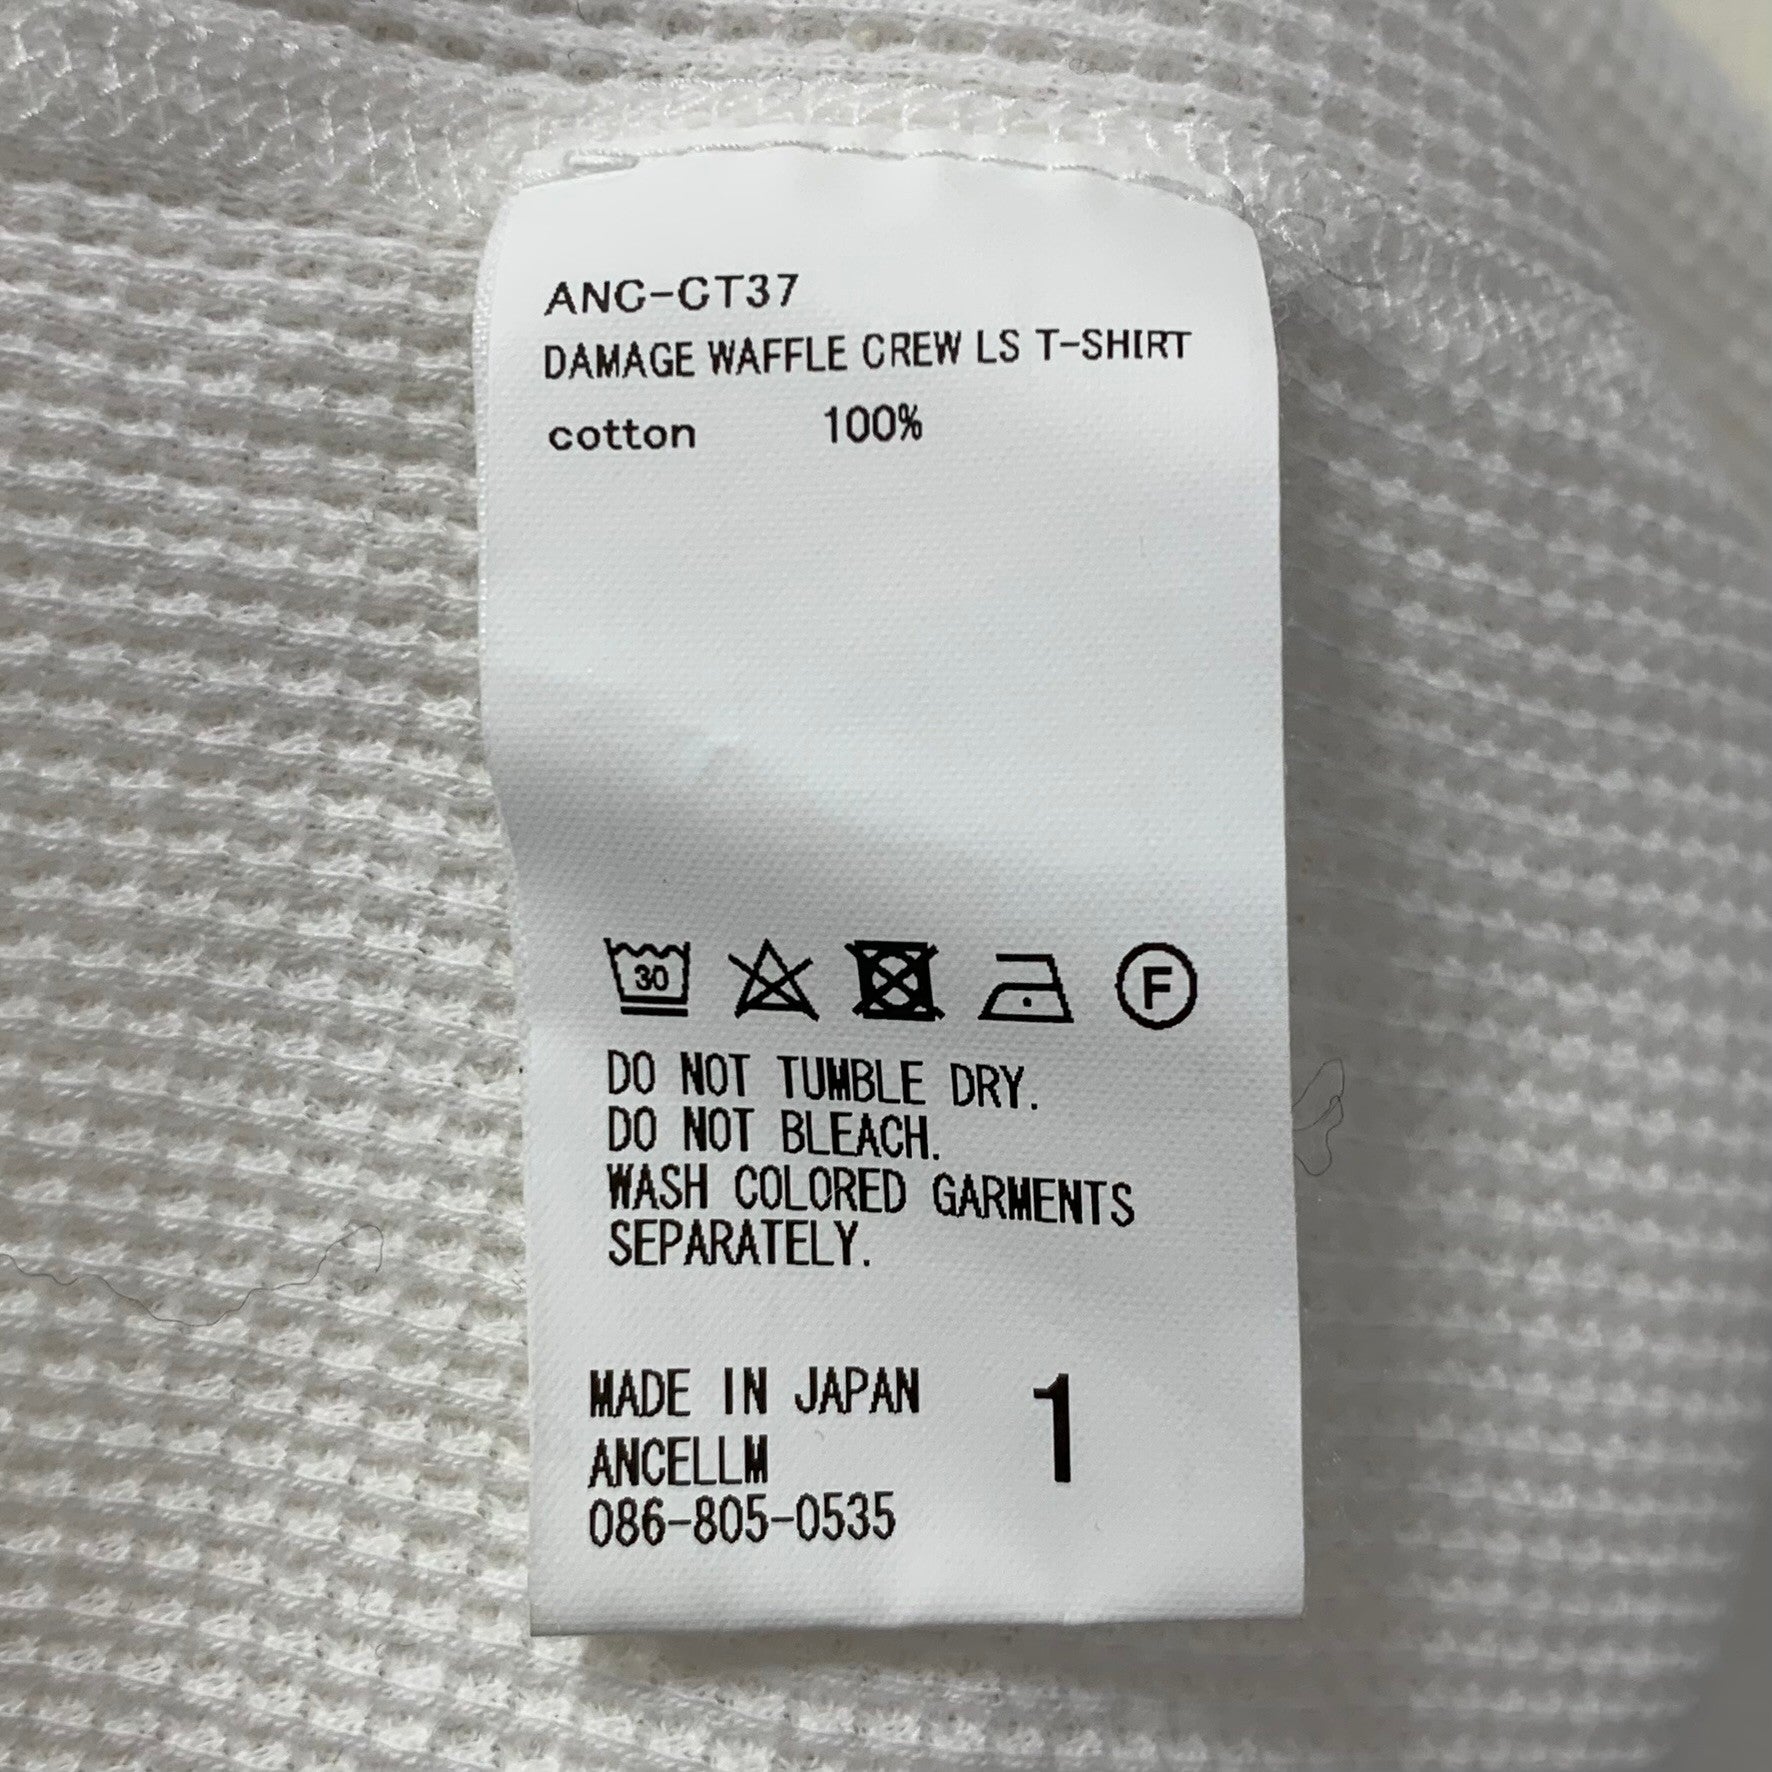 ANC-CT37
DAMAGE WAFFLE CREW LS T-SHIRT
cotton 100%
30 F
DO NOT TUMBLE DRY.
DO NOT BLEACH.
WASH COLORED GARMENTS
SEPARATELY.
MADE IN JAPAN 1
ANCELLM
086-805-0535